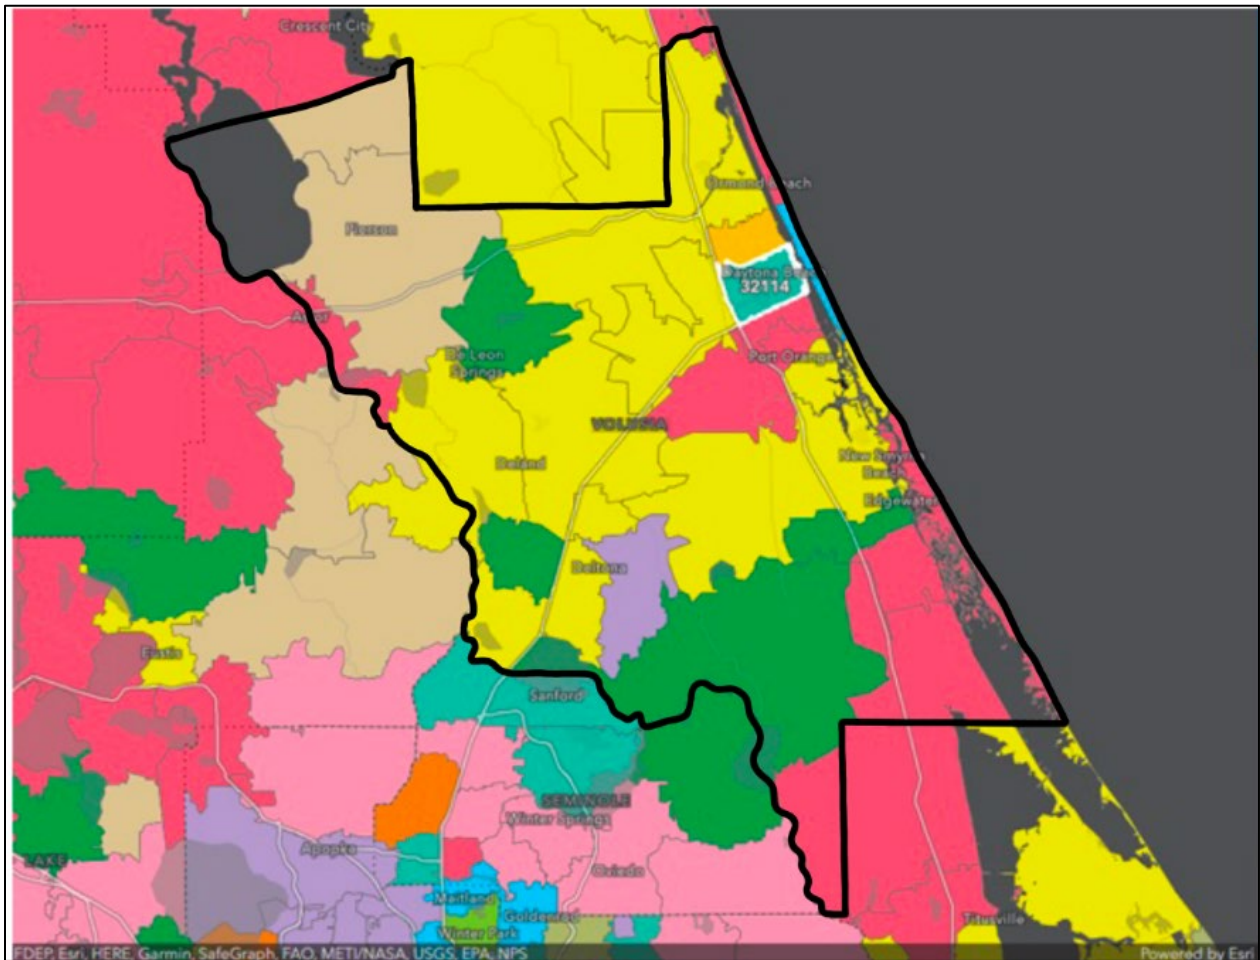 Crescent City
Ormond Beach
Pierson
Daytona Beach
32114
Astor
De Leon
Springs
Port Orange
VOLUSIA
Deland
New Smyrna
Beach
Edgewater
Deltona
Eustis
Sanford
SEMINOLE
Winter Springs
Apopka
LAKE
Oviedo
Maitland
Goldenrod
Winter Park
Titusville
FDEP, Esri, HERE, Garmin, SafeGraph, FAO, METI/NASA, USGS, EPA, NPS
Powered by Esri